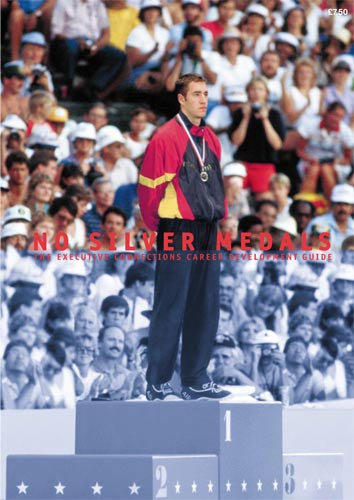 £7.50
NO SILVER MEDALS
THE EXECUTIVE CONNECTIONS CAREER DEVELOPMENT GUIDE
1
2
3